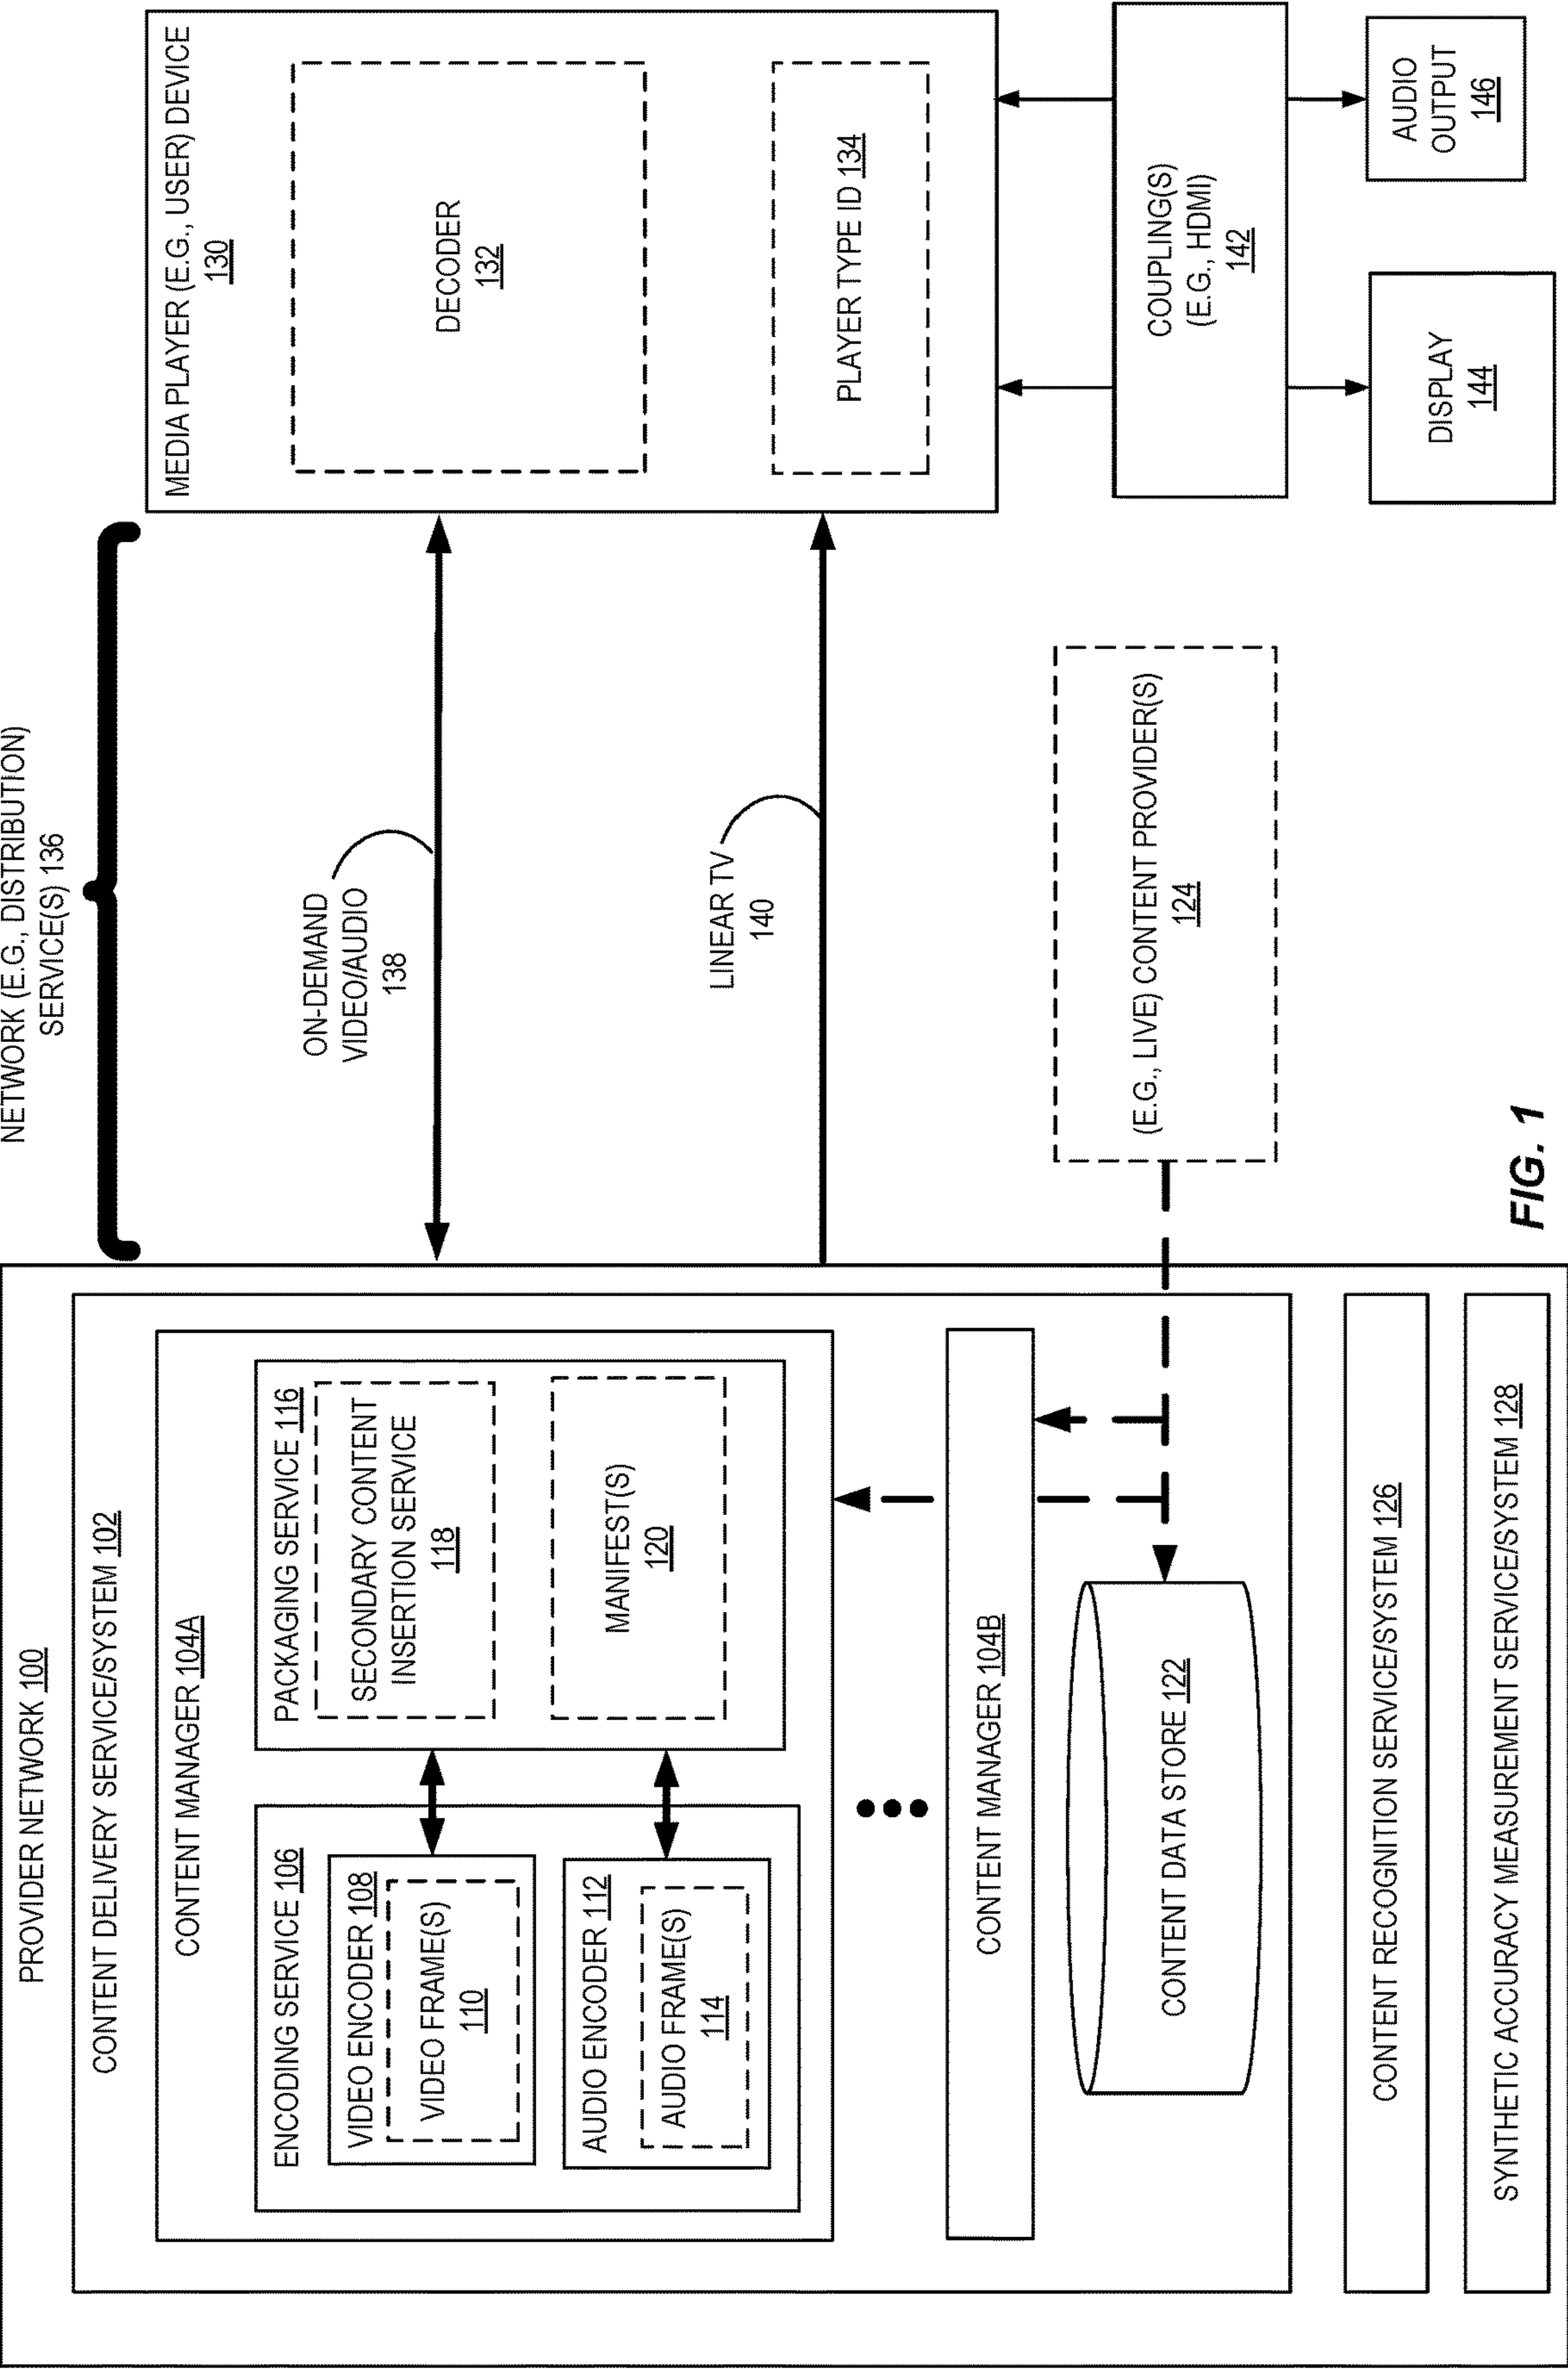 PROVIDER NETWORK 100
CONTENT DELIVERY SERVICE/SYSTEM 102
CONTENT MANAGER 104A
ENCODING SERVICE 106
VIDEO ENCODER 108
VIDEO FRAME(S)
110
AUDIO ENCODER 112
AUDIO FRAME(S)
114
PACKAGING SERVICE 116
SECONDARY CONTENT
INSERTION SERVICE
118
MANIFEST(S)
120
CONTENT MANAGER 104B
CONTENT DATA STORE 122
CONTENT RECOGNITION SERVICE/SYSTEM 126
SYNTHETIC ACCURACY MEASUREMENT SERVICE/SYSTEM 128
NETWORK (E.G., DISTRIBUTION)
SERVICE(S) 136
ON-DEMAND
VIDEO/AUDIO
138
LINEAR TV
140
(E.G., LIVE) CONTENT PROVIDER(S)
124
MEDIA PLAYER (E.G., USER) DEVICE
130
DECODER
132
PLAYER TYPE ID 134
COUPLING(S)
(E.G., HDMI)
142
DISPLAY
144
AUDIO
OUTPUT
146
FIG. 1